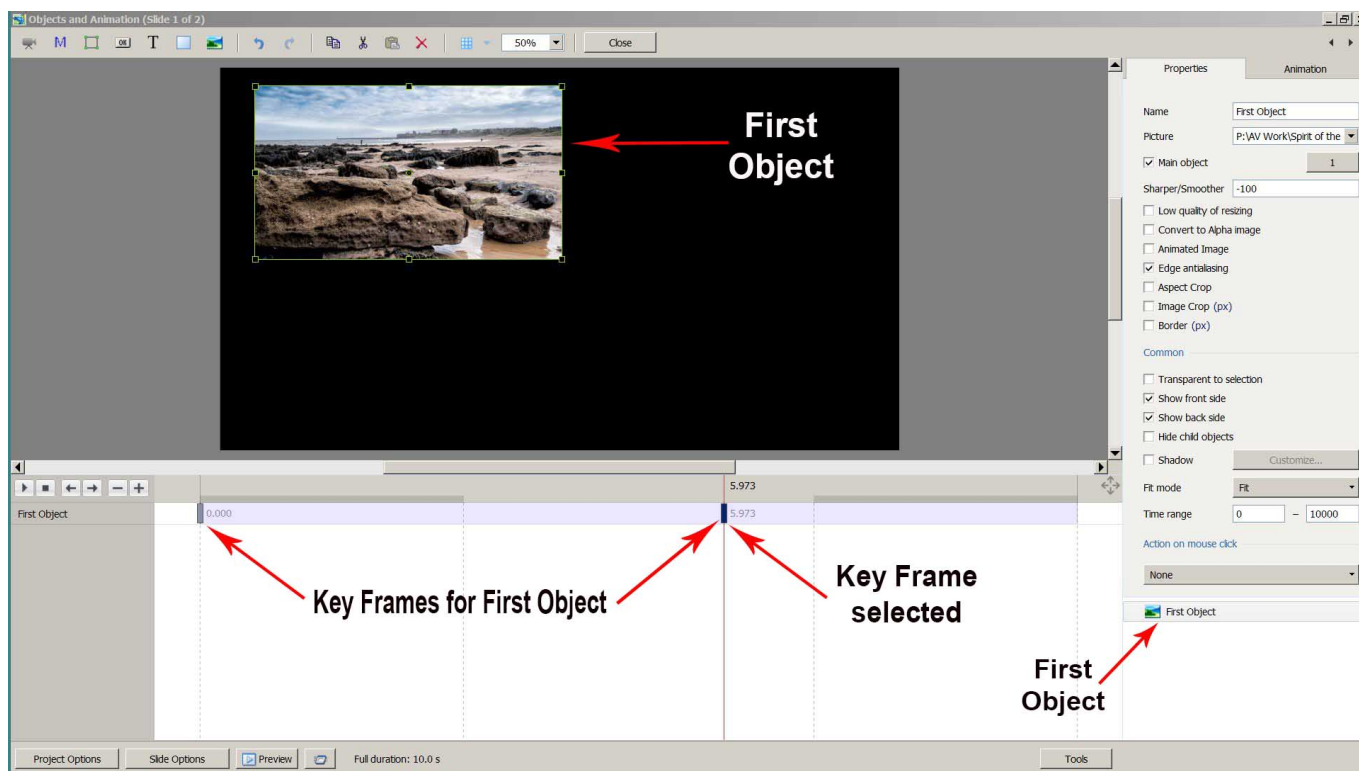 Objects and Animation (Slide 1 of 2)
M OK T 50% Close
Properties Animation
Name First Object
Picture P:\AV Work\Spirit of the
Main object 1
Sharper/Smoother -100
Low quality of resizing
Convert to Alpha image
Animated Image
Edge antialiasing
Aspect Crop
Image Crop (px)
Border (px)
Common
Transparent to selection
Show front side
Show back side
Hide child objects
Shadow Customize...
Fit mode Fit
Time range 0 – 10000
Action on mouse click
None
First Object
First
Object
First
Object
5.973
First Object 0.000 5.973
Key Frames for First Object
Key Frame
selected
Project Options Slide Options Preview Full duration: 10.0 s Tools